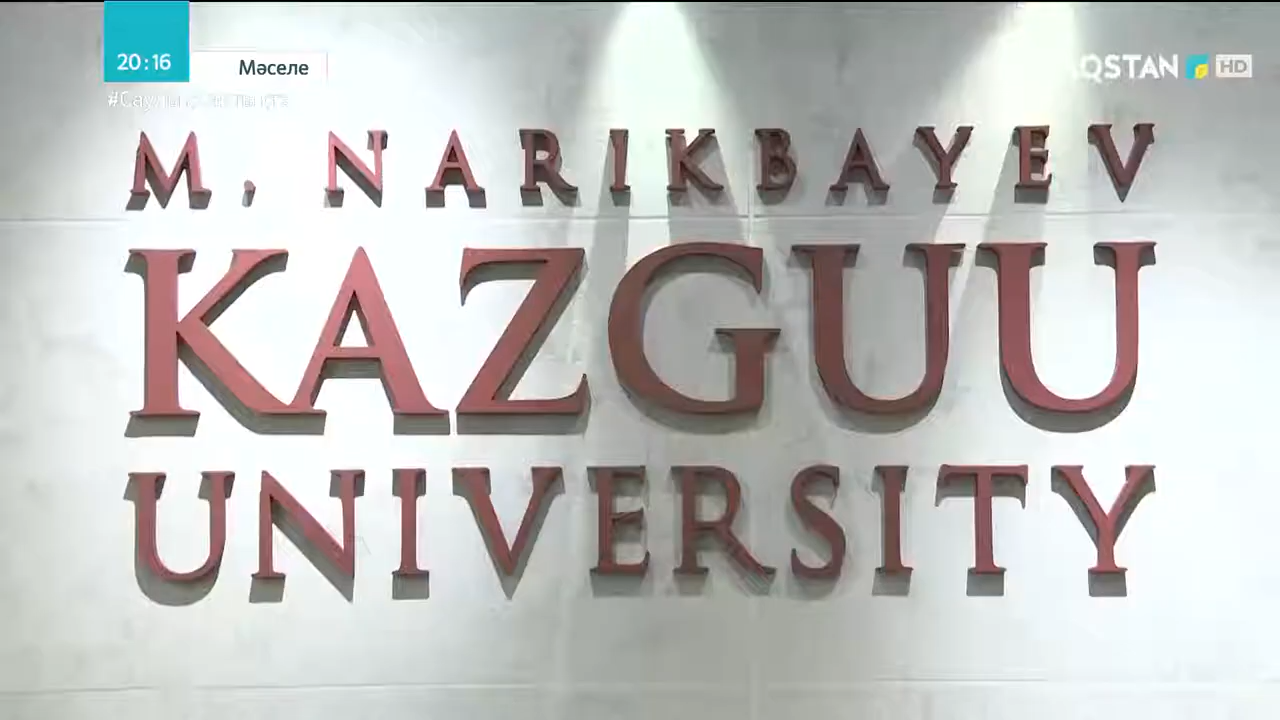 20:16
Мәселе
QSTAN HD
M. NARIKBAYEV
KAZGUU
UNIVERSITY